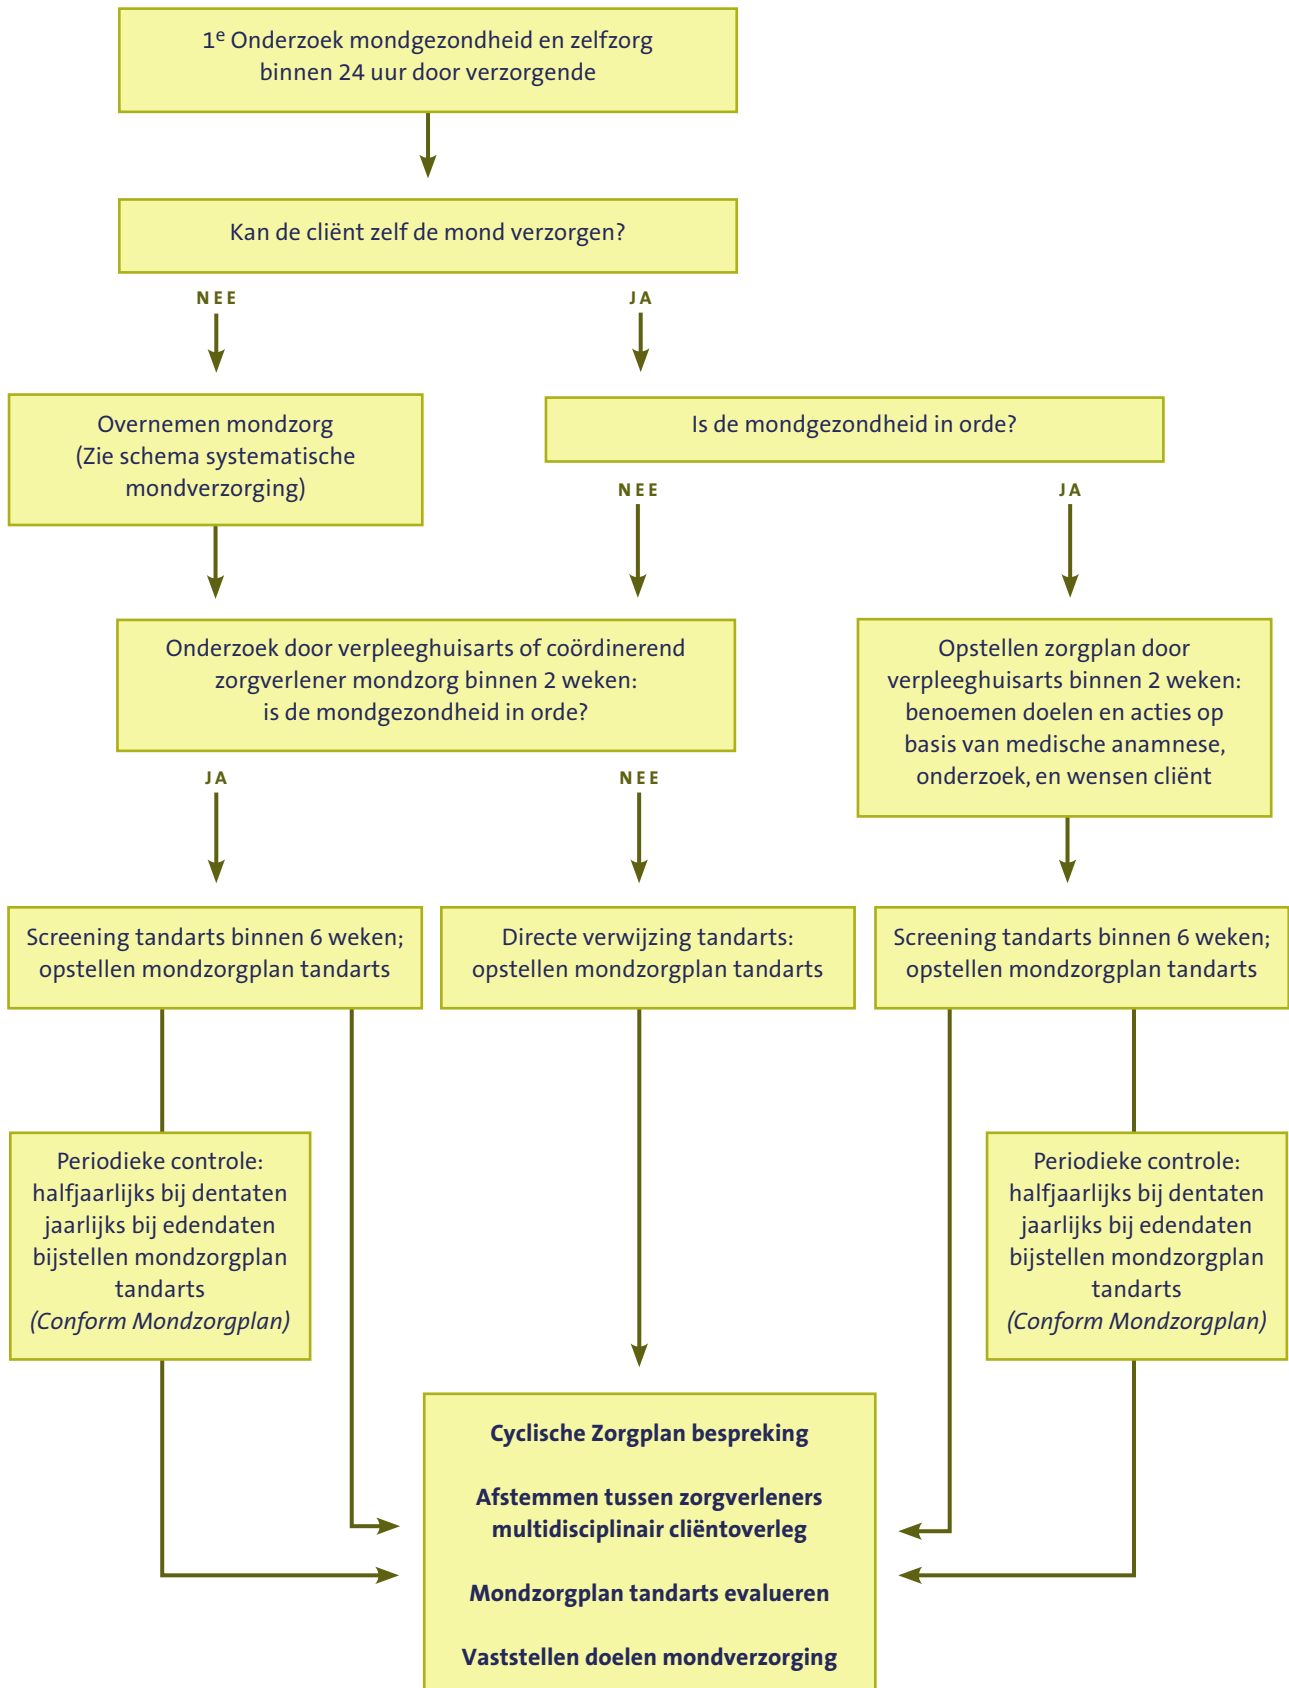 1e Onderzoek mondgezondheid en zelfzorg
binnen 24 uur door verzorgende
Kan de cliënt zelf de mond verzorgen?
NEE
JA
Overnemen mondzorg
(Zie schema systematische
mondverzorging)
Is de mondgezondheid in orde?
NEE
JA
Onderzoek door verpleeghuisarts of coördinerend
zorgverlener mondzorg binnen 2 weken:
is de mondgezondheid in orde?
Opstellen zorgplan door
verpleeghuisarts binnen 2 weken:
benoemen doelen en acties op
basis van medische anamnese,
onderzoek, en wensen cliënt
JA
NEE
Screening tandarts binnen 6 weken;
opstellen mondzorgplan tandarts
Directe verwijzing tandarts:
opstellen mondzorgplan tandarts
Screening tandarts binnen 6 weken;
opstellen mondzorgplan tandarts
Periodieke controle:
halfjaarlijks bij dentaten
jaarlijks bij edendaten
bijstellen mondzorgplan
tandarts
(Conform Mondzorgplan)
Periodieke controle:
halfjaarlijks bij dentaten
jaarlijks bij edendaten
bijstellen mondzorgplan
tandarts
(Conform Mondzorgplan)
Cyclische Zorgplan bespreking
Afstemmen tussen zorgverleners
multidisciplinair cliëntoverleg
Mondzorgplan tandarts evalueren
Vaststellen doelen mondverzorging